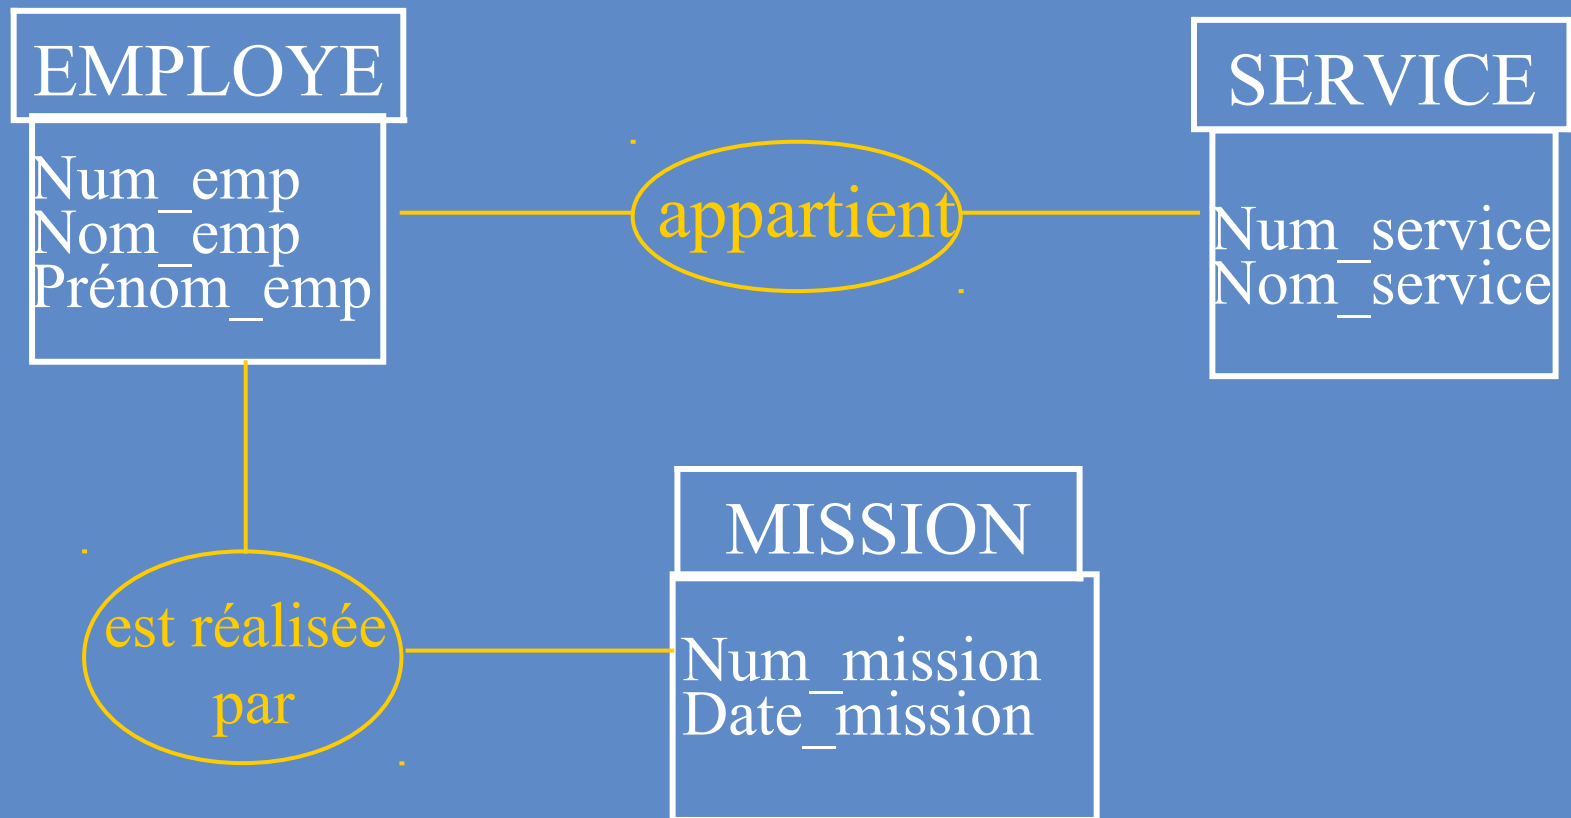 EMPLOYE
Num_emp
Nom_emp
Prénom_emp
appartient
SERVICE
Num_service
Nom_service
est réalisée
par
MISSION
Num_mission
Date_mission